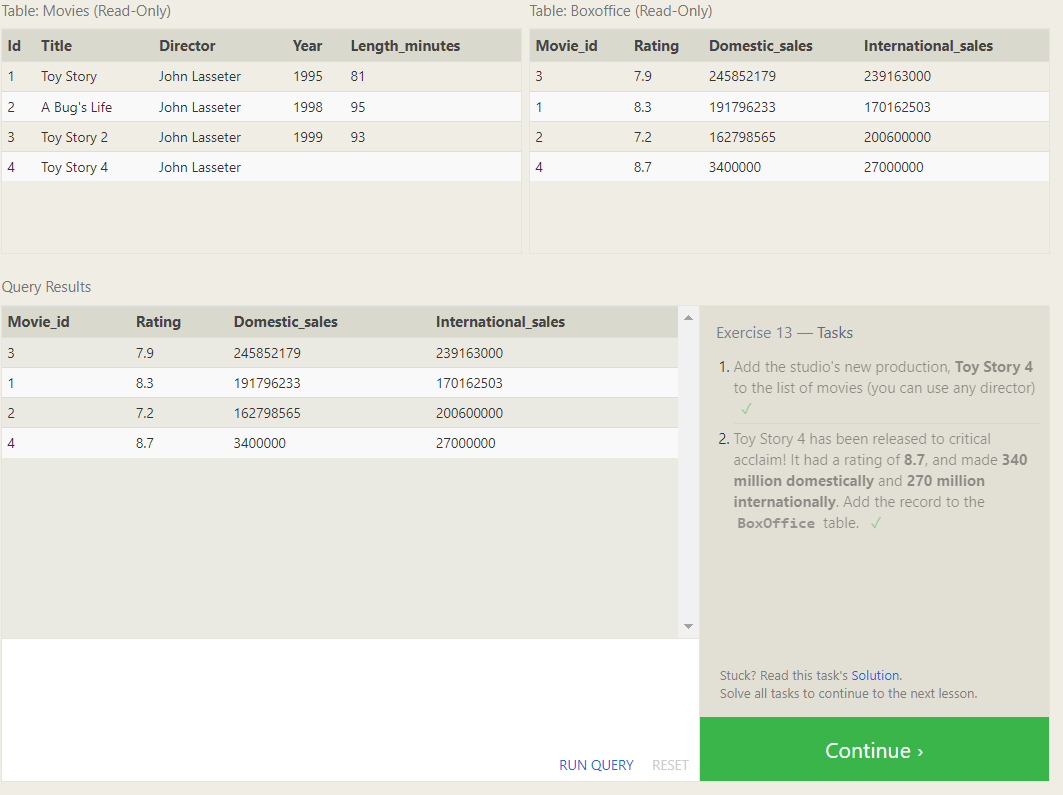 Table: Movies (Read-Only)
Id Title Director Year Length_minutes
1 Toy Story John Lasseter 1995 81
2 A Bug's Life John Lasseter 1998 95
3 Toy Story 2 John Lasseter 1999 93
4 Toy Story 4 John Lasseter
Table: Boxoffice (Read-Only)
Movie_id Rating Domestic_sales International_sales
3 7.9 245852179 239163000
1 8.3 191796233 170162503
2 7.2 162798565 200600000
4 8.7 3400000 27000000
Query Results
Movie_id Rating Domestic_sales International_sales
3 7.9 245852179 239163000
1 8.3 191796233 170162503
2 7.2 162798565 200600000
4 8.7 3400000 27000000
RUN QUERY RESET
Exercise 13 — Tasks
1. Add the studio's new production, Toy Story 4
to the list of movies (you can use any director)
✓
2. Toy Story 4 has been released to critical
acclaim! It had a rating of 8.7, and made 340
million domestically and 270 million
internationally. Add the record to the
BoxOffice table. ✓
Stuck? Read this task's Solution.
Solve all tasks to continue to the next lesson.
Continue ›